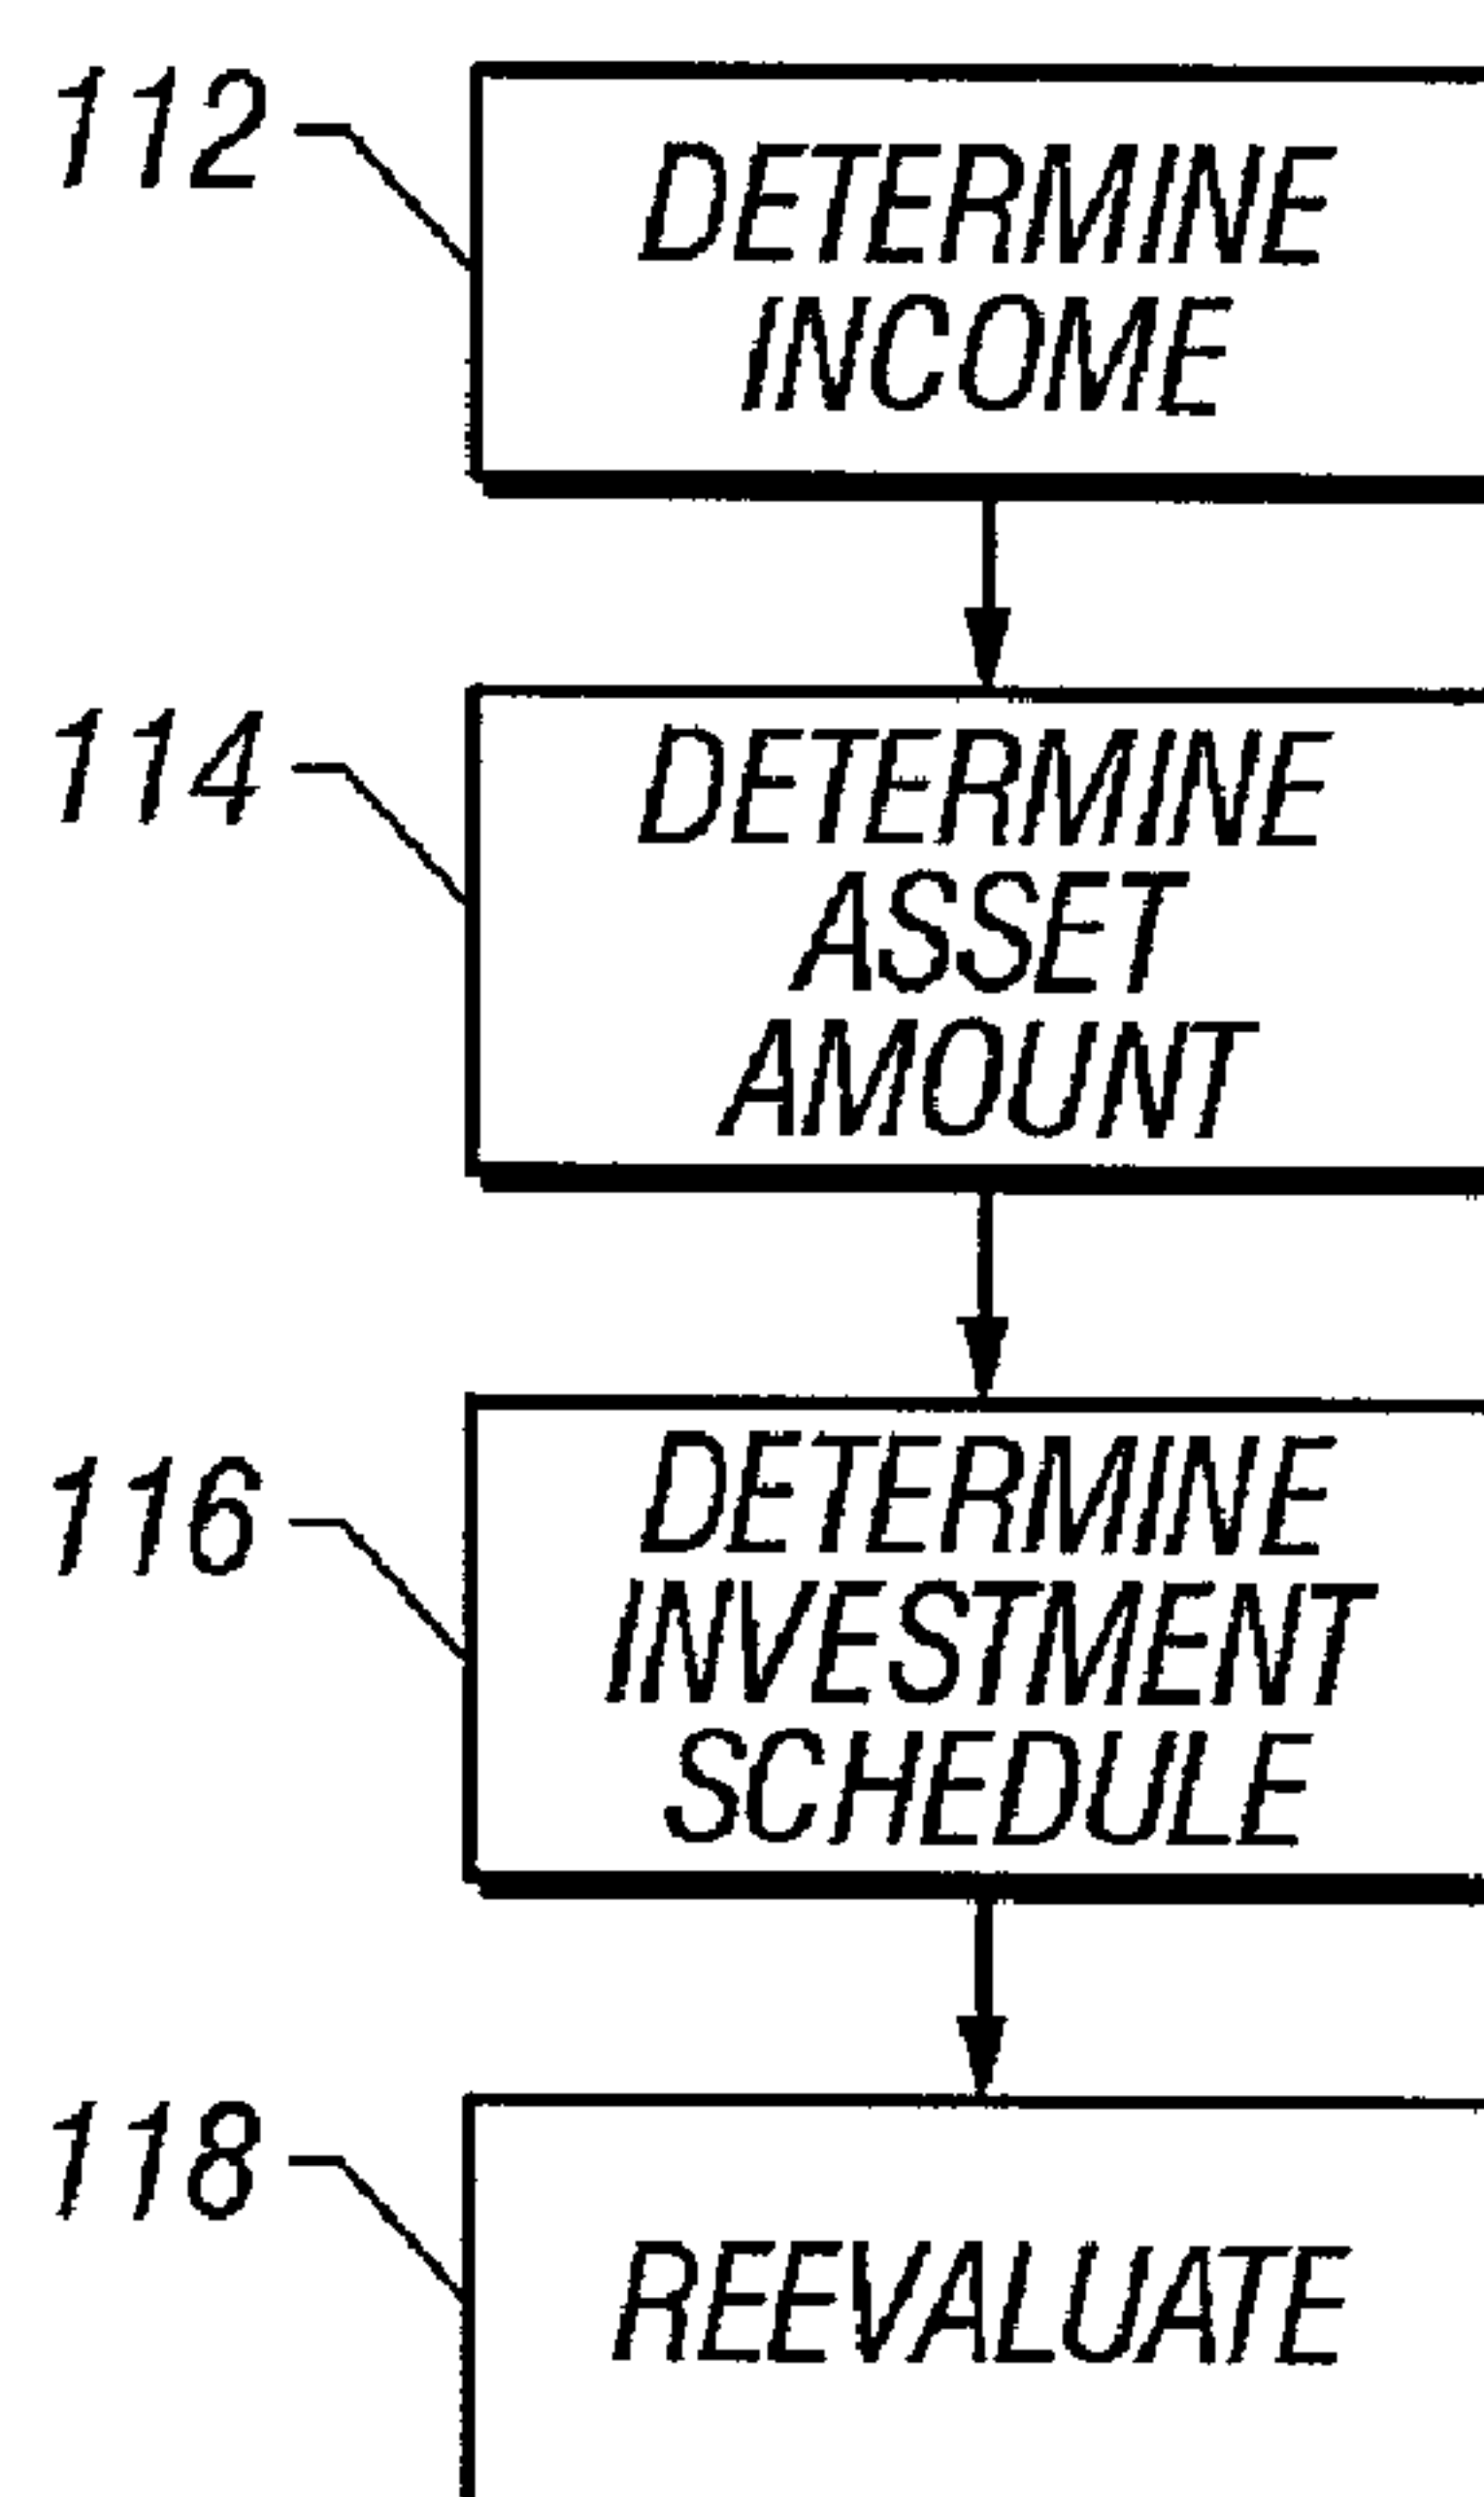 112
DETERMINE
INCOME
114
DETERMINE
ASSET
AMOUNT
116
DETERMINE
INVESTMENT
SCHEDULE
118
REEVALUATE